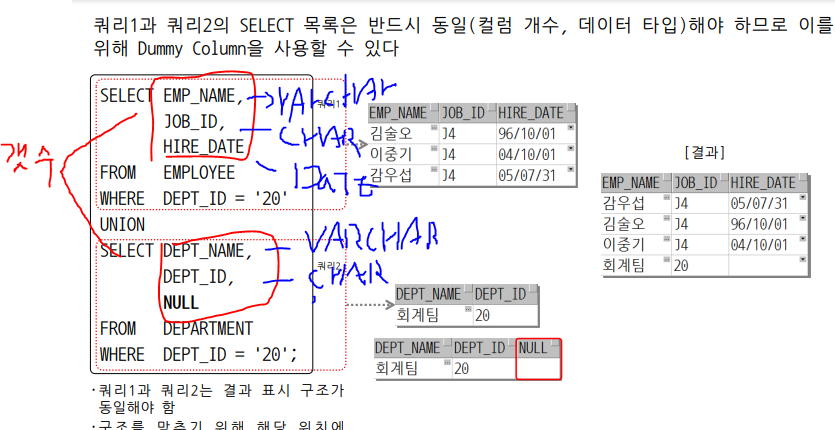 쿼리1과 쿼리2의 SELECT 목록은 반드시 동일(컬럼 개수, 데이터 타입)해야 하므로 이를
위해 Dummy Column을 사용할 수 있다
SELECT EMP_NAME,
JOB_ID,
HIRE_DATE
FROM EMPLOYEE
WHERE DEPT_ID = '20'
UNION
SELECT DEPT_NAME,
DEPT_ID,
NULL
FROM DEPARTMENT
WHERE DEPT_ID = '20';
갯수
VARCHAR
CHAR
DATE
VARCHAR
CHAR
쿼리1
쿼리2
EMP_NAME JOB_ID HIRE_DATE
김술오 J4 96/10/01
이중기 J4 04/10/01
감우섭 J4 05/07/31
DEPT_NAME DEPT_ID
회계팀 20
DEPT_NAME DEPT_ID NULL
회계팀 20
[결과]
EMP_NAME JOB_ID HIRE_DATE
감우섭 J4 05/07/31
김술오 J4 96/10/01
이중기 J4 04/10/01
회계팀 20
·쿼리1과 쿼리2는 결과 표시 구조가
동일해야 함
·구조를 맞추기 위해 해당 위치에